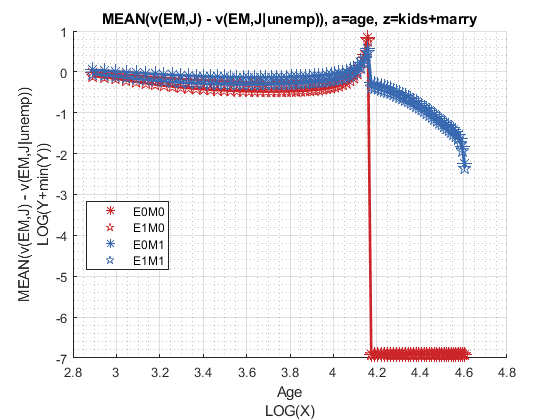 MEAN(v(EM,J) - v(EM,J|unemp)), a=age, z=kids+marry
MEAN(v(EM,J) - v(EM,J|unemp))
LOG(Y+min(Y))
1
0
-1
-2
-3
-4
-5
-6
-7
E0M0
E1M0
E0M1
E1M1
2.8 3 3.2 3.4 3.6 3.8 4 4.2 4.4 4.6 4.8
Age
LOG(X)